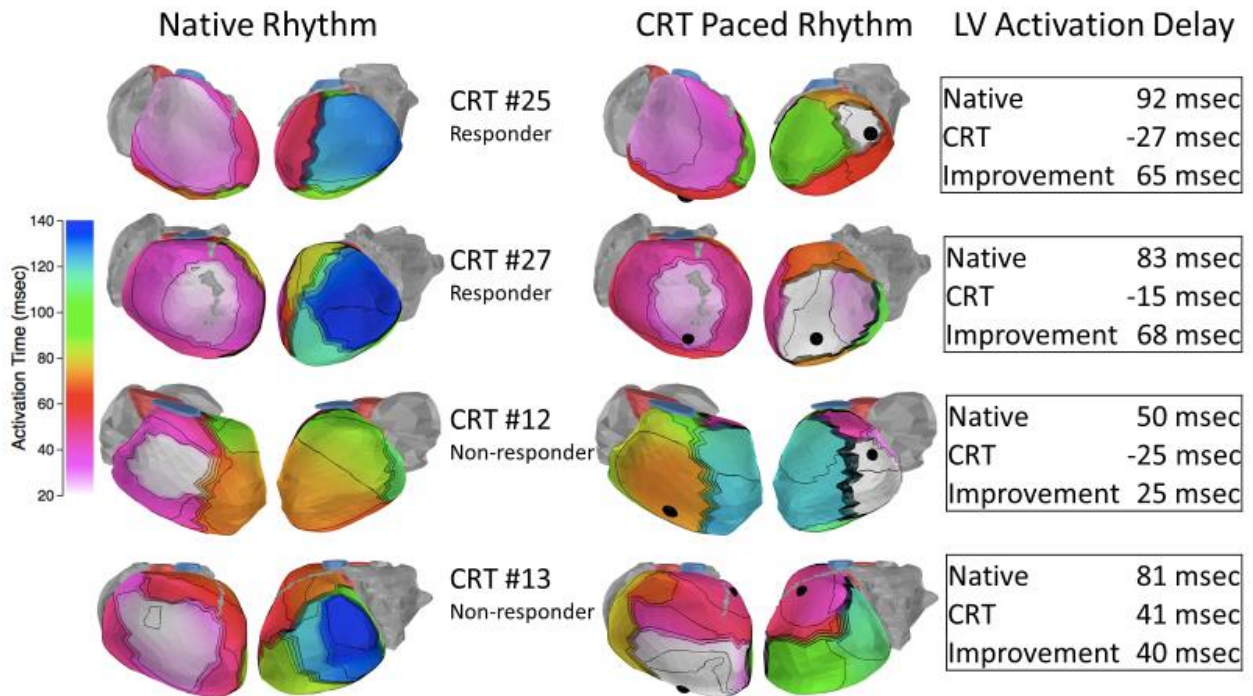 Native Rhythm
CRT Paced Rhythm
LV Activation Delay
CRT #25
Responder
Native 92 msec
CRT -27 msec
Improvement 65 msec
Activation Time (msec)
140
120
100
80
60
40
20
CRT #27
Responder
Native 83 msec
CRT -15 msec
Improvement 68 msec
CRT #12
Non-responder
Native 50 msec
CRT -25 msec
Improvement 25 msec
CRT #13
Non-responder
Native 81 msec
CRT 41 msec
Improvement 40 msec